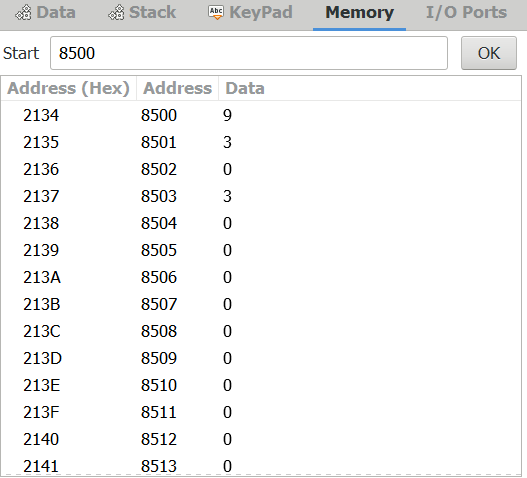 Data Stack Abc KeyPad Memory I/O Ports
Start 8500 OK
Address (Hex) Address Data
2134 8500 9
2135 8501 3
2136 8502 0
2137 8503 3
2138 8504 0
2139 8505 0
213A 8506 0
213B 8507 0
213C 8508 0
213D 8509 0
213E 8510 0
213F 8511 0
2140 8512 0
2141 8513 0